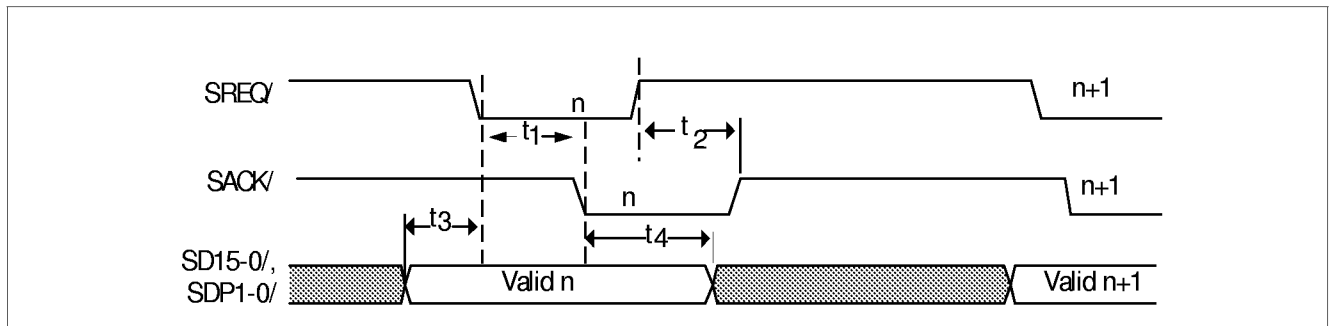 SREQ/
n
n+1
t1
t2
SACK/
n
n+1
t3
t4
SD15-0/,
SDP1-0/
Valid n
Valid n+1